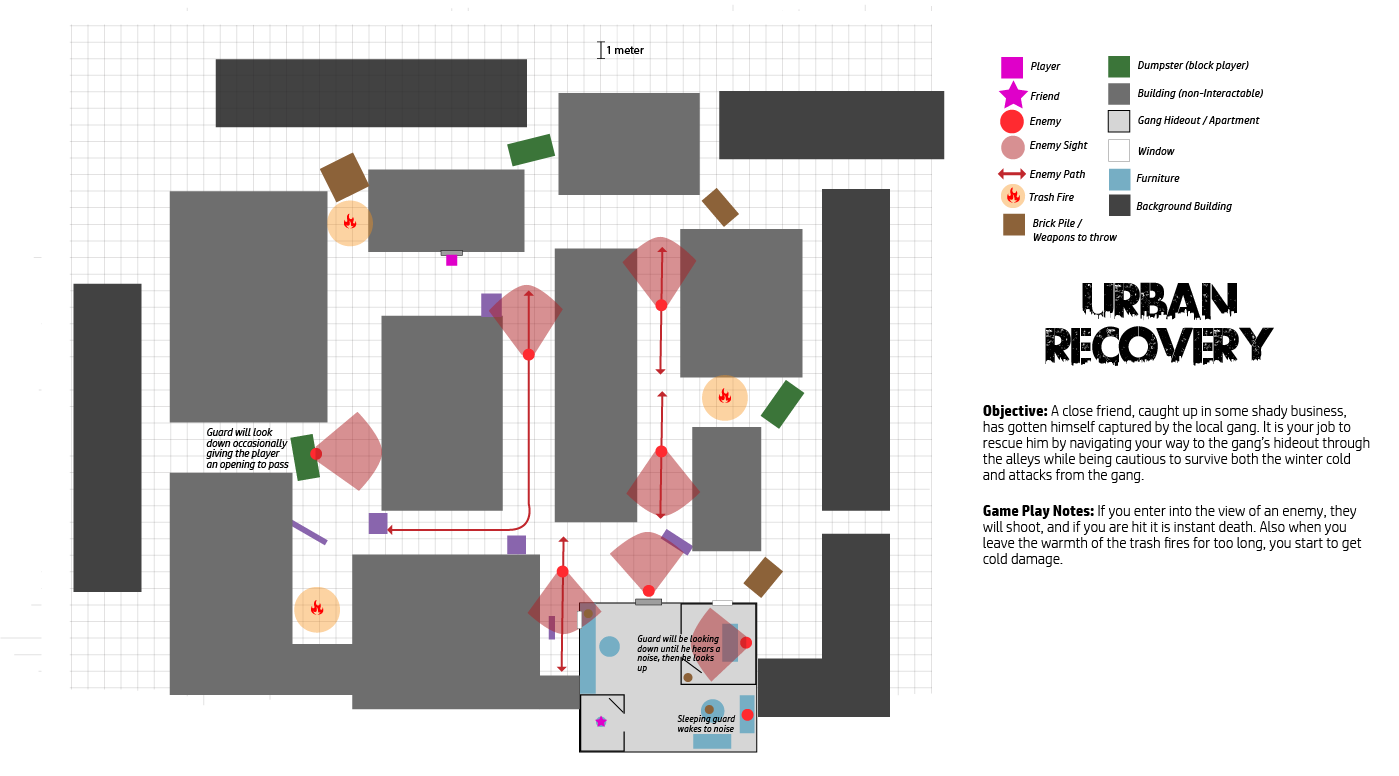 1 meter
Player
Friend
Enemy
Enemy Sight
Enemy Path
Trash Fire
Brick Pile /
Weapons to throw
Dumpster (block player)
Building (non-Interactable)
Gang Hideout / Apartment
Window
Furniture
Background Building
URBAN
RECOVERY
Objective: A close friend, caught up in some shady business,
has gotten himself captured by the local gang. It is your job to
rescue him by navigating your way to the gang's hideout through
the alleys while being cautious to survive both the winter cold
and attacks from the gang.
Game Play Notes: If you enter into the view of an enemy, they
will shoot, and if you are hit it is instant death. Also when you
leave the warmth of the trash fires for too long, you start to get
cold damage.
Guard will look
down occasionally
giving the player
an opening to pass
Guard will be looking
down until he hears a
noise, then he looks
up
Sleeping guard
wakes to noise